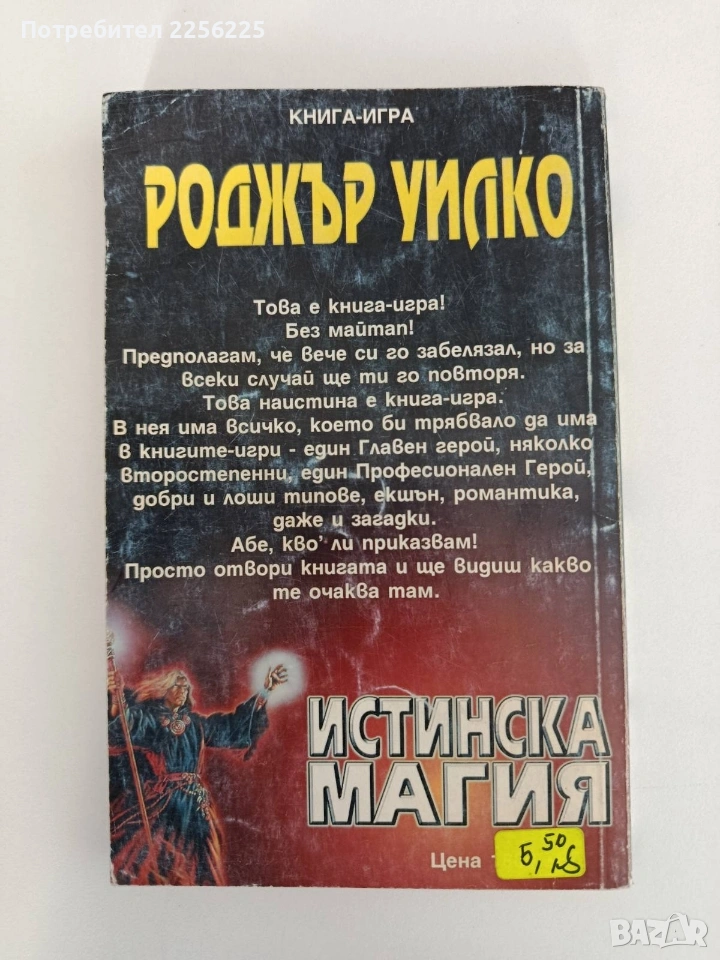 Потребител 2256225
КНИГА-ИГРА
РОДЖЪР УИЛКО
Това е книга-игра!
Без майтап!
Предполагам, че вече си го забелязал, но за
всеки случай ще ти го повторя.
Това наистина е книга-игра.
В нея има всичко, което би трябвало да има
в книгите-игри - един Главен герой, няколко
второстепенни, един Професионален Герой,
добри и лоши типове, екшън, романтика,
даже и загадки.
Абе, кво' ли приказвам!
Просто отвори книгата и ще видиш какво
те очаква там.
ИСТИНСКА
МАГИЯ
Цена
5,50 лв
BAZAR